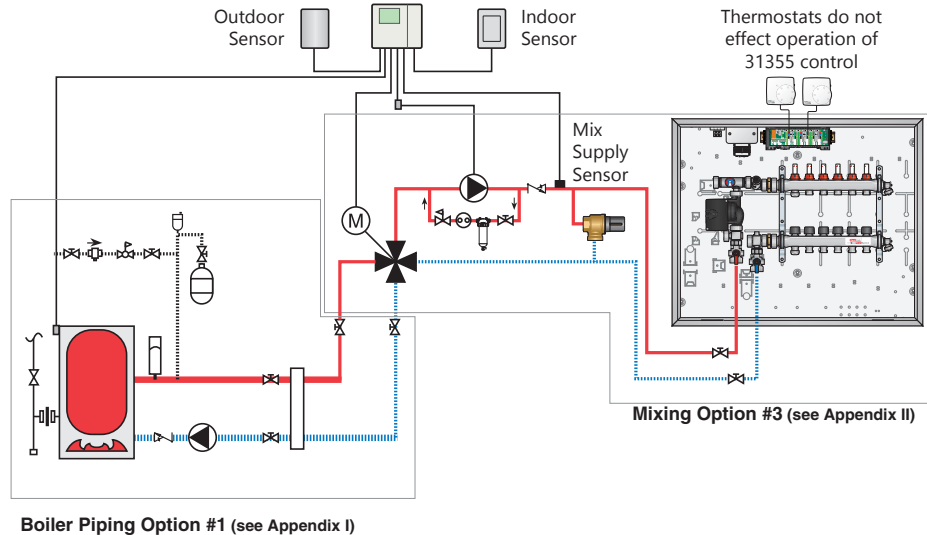 Outdoor
Sensor
Indoor
Sensor
Thermostats do not
effect operation of
31355 control
Mix
Supply
Sensor
M
Mixing Option #3 (see Appendix II)
Boiler Piping Option #1 (see Appendix I)